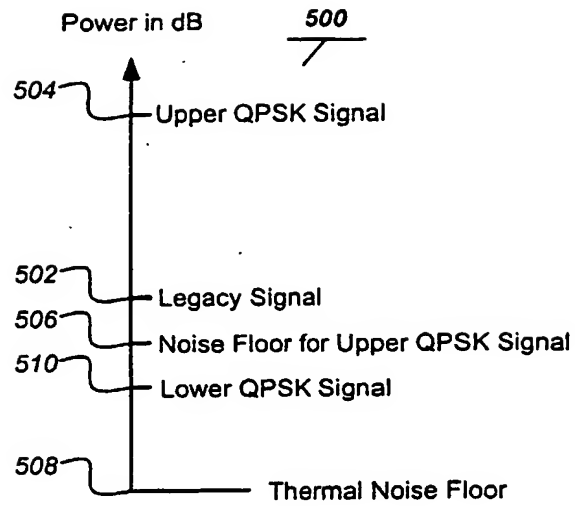 Power in dB
500
504
Upper QPSK Signal
502
Legacy Signal
506
Noise Floor for Upper QPSK Signal
510
Lower QPSK Signal
508
Thermal Noise Floor